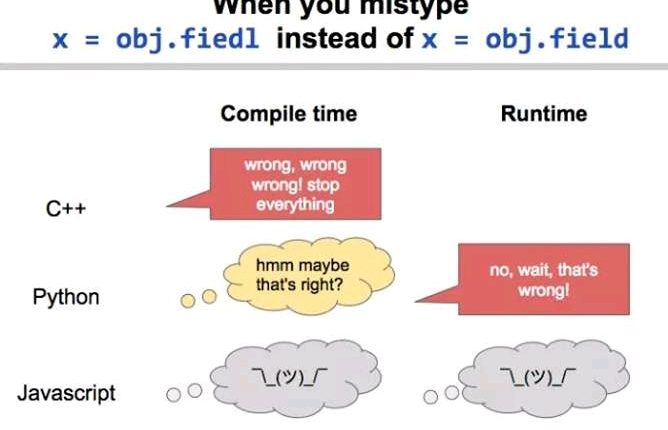 When you mistype
x = obj.fiedl instead of x = obj.field
Compile time
Runtime
C++
wrong, wrong
wrong! stop
everything
Python
hmm maybe
that's right?
no, wait, that's
wrong!
Javascript
¯\_(ツ)_/¯
¯\_(ツ)_/¯